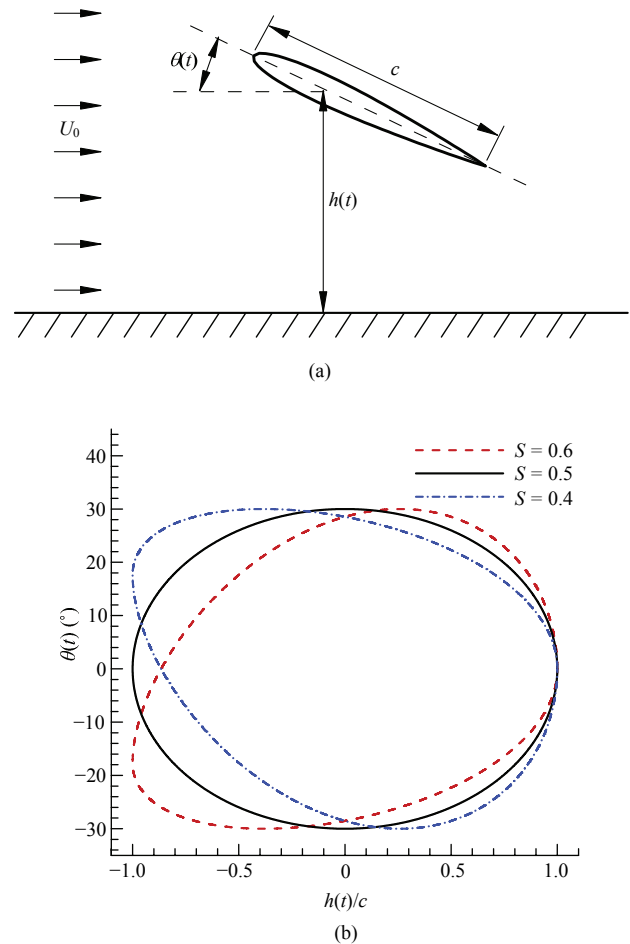 θ(t)
c
U₀
h(t)
(a)
S = 0.6
S = 0.5
S = 0.4
40
30
20
10
0
−10
−20
−30
θ(t) (°)
−1.0 −0.5 0 0.5 1.0
h(t)/c
(b)